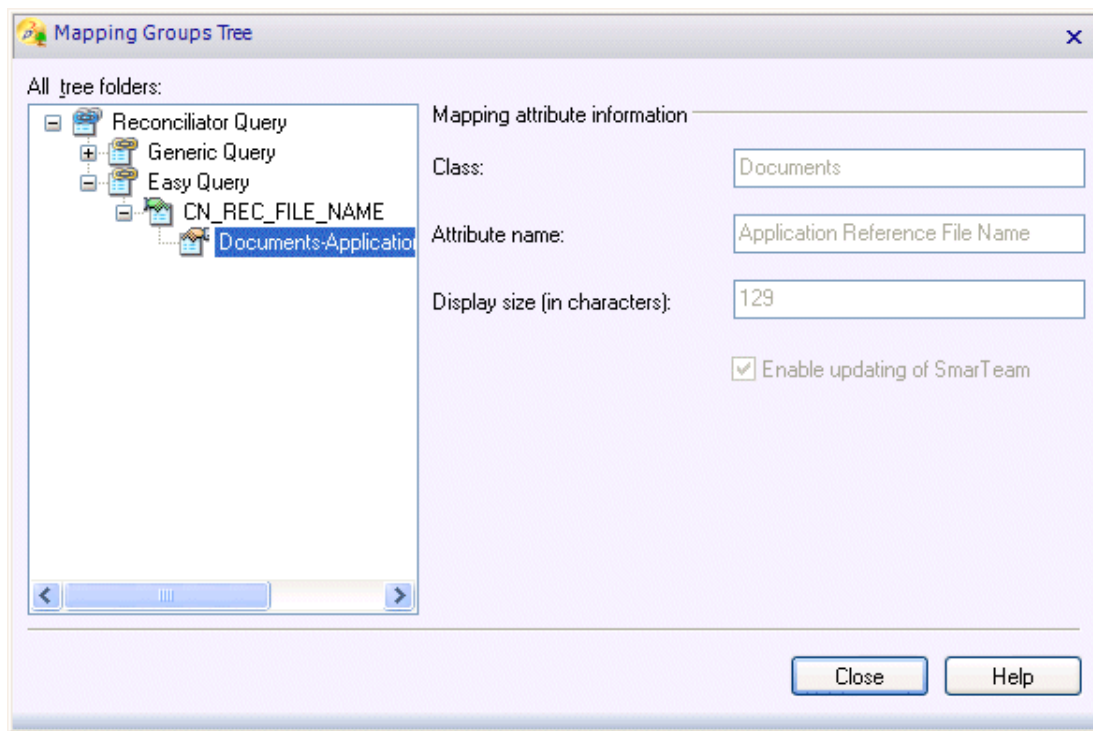 Mapping Groups Tree
All tree folders:
Reconciliator Query
Generic Query
Easy Query
CN_REC_FILE_NAME
Documents-Application
Mapping attribute information
Class:
Documents
Attribute name:
Application Reference File Name
Display size (in characters):
129
Enable updating of SmarTeam
Close
Help